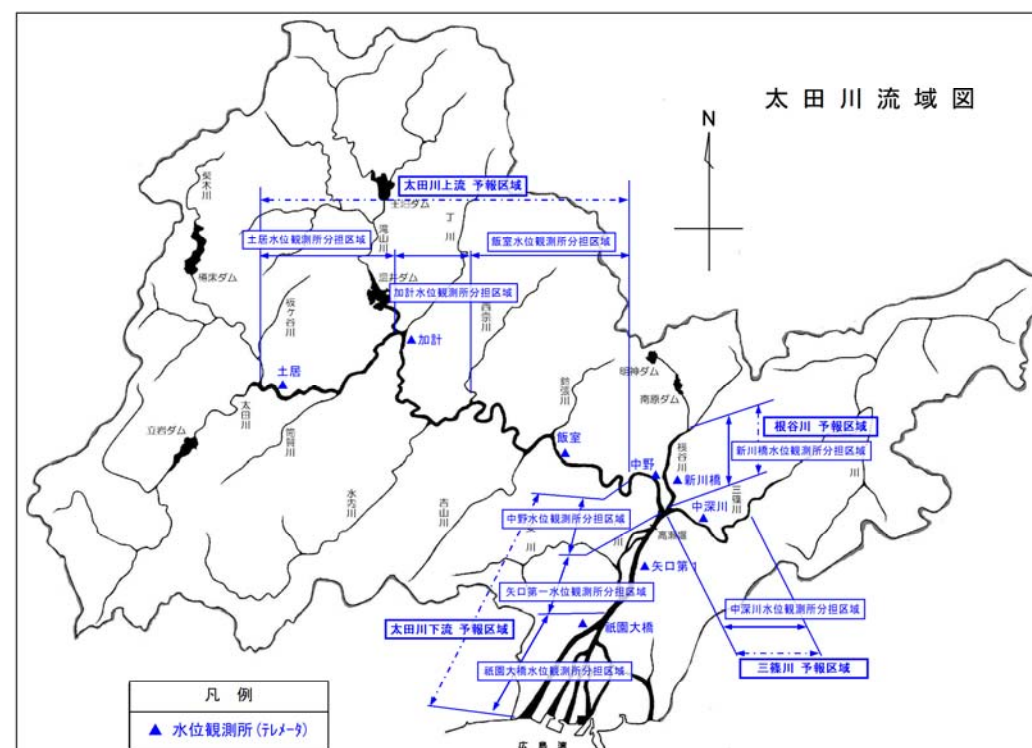 太田川流域図
N
柴木川
太田川上流 予報区域
王泊ダム
丁川
滝山川
土居水位観測所分担区域
飯室水位観測所分担区域
樽床ダム
温井ダム
加計水位観測所分担区域
板ヶ谷川
西宗川
加計
土居
明神ダム
南原ダム
鈴張川
太田川
立岩ダム
筒賀川
根谷川 予報区域
新川橋水位観測所分担区域
飯室
根谷川
中野
新川橋
三篠川
川
中深川
水内川
吉山川
中野水位観測所分担区域
川
川
高瀬堰
矢口第1
矢口第一水位観測所分担区域
中深川水位観測所分担区域
太田川下流 予報区域
祇園大橋
祇園大橋水位観測所分担区域
三篠川 予報区域
凡 例
▲ 水位観測所(テレメータ)
広島湾